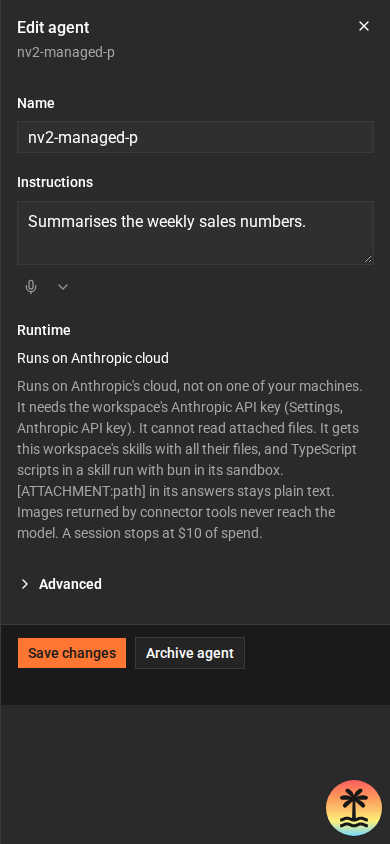 Edit agent
nv2-managed-p
Name
nv2-managed-p
Instructions
Summarises the weekly sales numbers.
Runtime
Runs on Anthropic cloud
Runs on Anthropic's cloud, not on one of your machines.
It needs the workspace's Anthropic API key (Settings,
Anthropic API key). It cannot read attached files. It gets
this workspace's skills with all their files, and TypeScript
scripts in a skill run with bun in its sandbox.
[ATTACHMENT:path] in its answers stays plain text.
Images returned by connector tools never reach the
model. A session stops at $10 of spend.
Advanced
Save changes
Archive agent